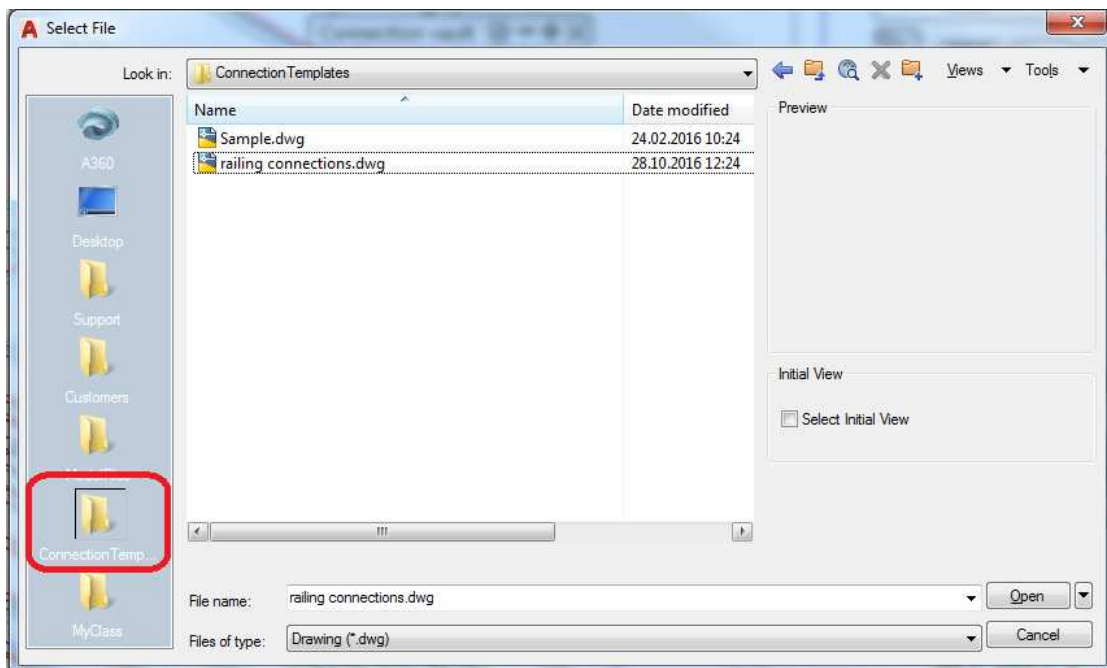 Select File
Look in: ConnectionTemplates
Views Tools
Name Date modified
Sample.dwg 24.02.2016 10:24
railing connections.dwg 28.10.2016 12:24
Preview
Initial View
Select Initial View
A360
Desktop
Support
Customers
ConnectionTemp...
MyClass
File name: railing connections.dwg Open
Files of type: Drawing (*.dwg) Cancel